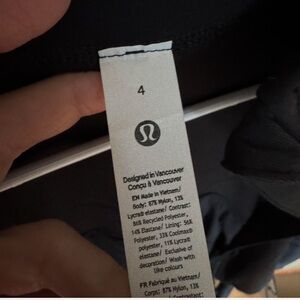 4
Designed in Vancouver
Conçu à Vancouver
EN Made in Vietnam/
Body: 87% Nylon, 13%
Lycra® elastane/ Contrast:
86% Recycled Polyester,
14% Elastane/ Lining: 56%
Polyester, 33% Coolmax®
polyester, 11% Lycra®
elastane/ Exclusive of
decoration/ Wash with
like colours
FR Fabriqué au Vietnam/
Corps: 87% Nylon, 13%